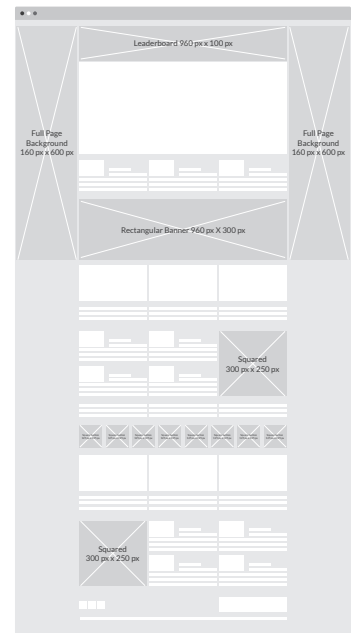 Leaderboard 960 px x 100 px
Full Page
Background
160 px x 600 px
Full Page
Background
160 px x 600 px
Rectangular Banner 960 px X 300 px
Squared
300 px x 250 px
Squared
300 px x 250 px